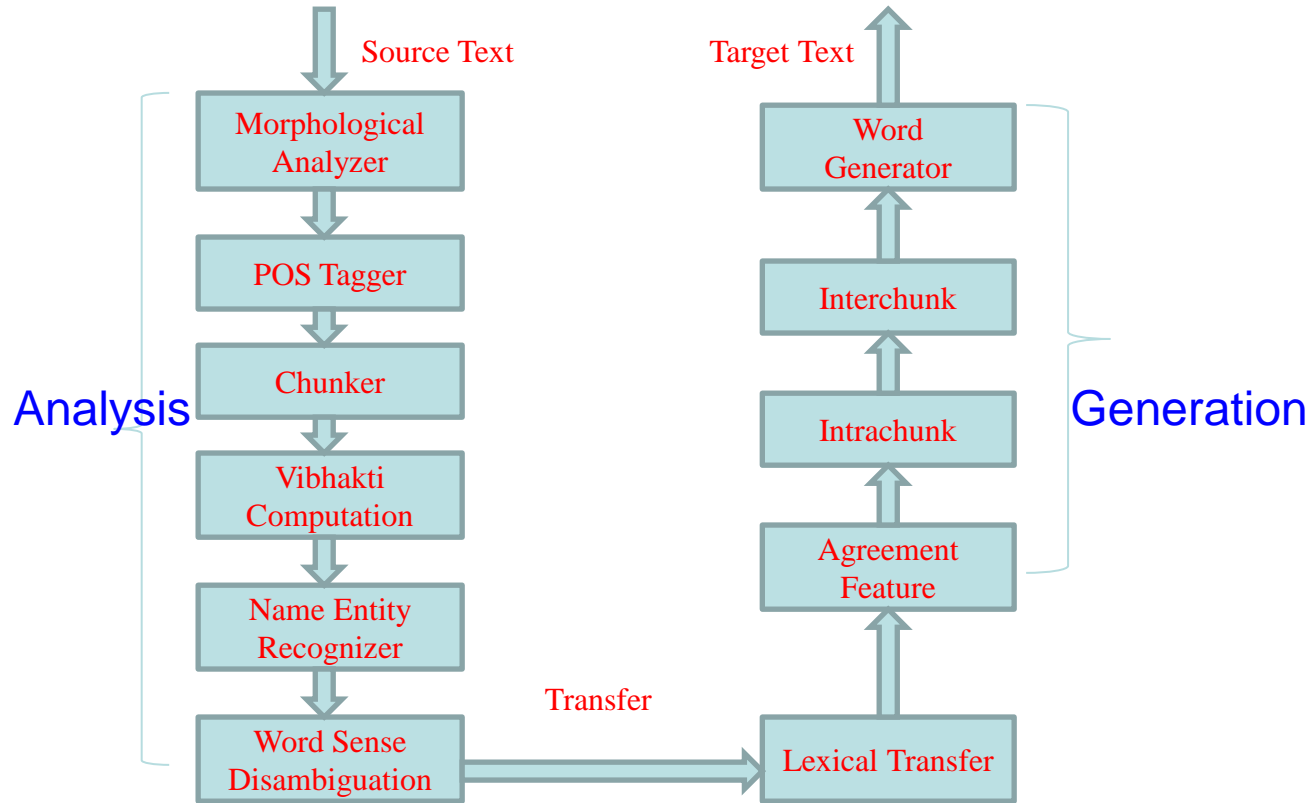 Source Text
Morphological
Analyzer
POS Tagger
Chunker
Analysis
Vibhakti
Computation
Name Entity
Recognizer
Word Sense
Disambiguation
Transfer
Lexical Transfer
Agreement
Feature
Intrachunk
Interchunk
Word
Generator
Target Text
Generation